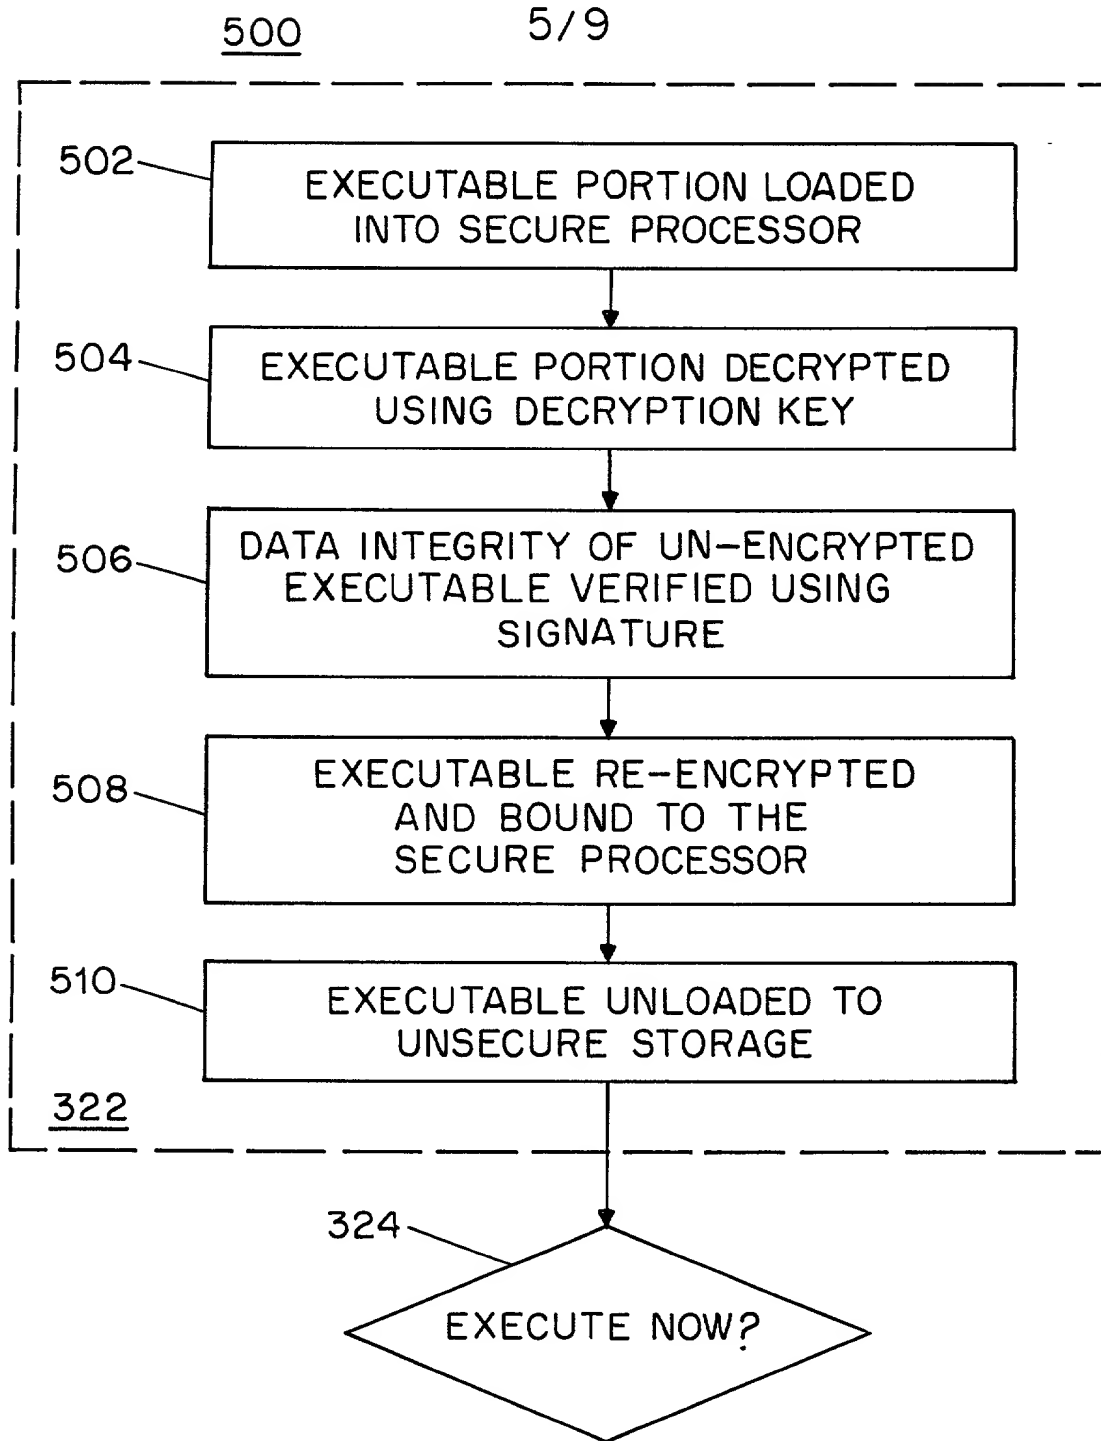 500
5/9
502
EXECUTABLE PORTION LOADED
INTO SECURE PROCESSOR
504
EXECUTABLE PORTION DECRYPTED
USING DECRYPTION KEY
506
DATA INTEGRITY OF UN-ENCRYPTED
EXECUTABLE VERIFIED USING
SIGNATURE
508
EXECUTABLE RE-ENCRYPTED
AND BOUND TO THE
SECURE PROCESSOR
510
EXECUTABLE UNLOADED TO
UNSECURE STORAGE
322
324
EXECUTE NOW?